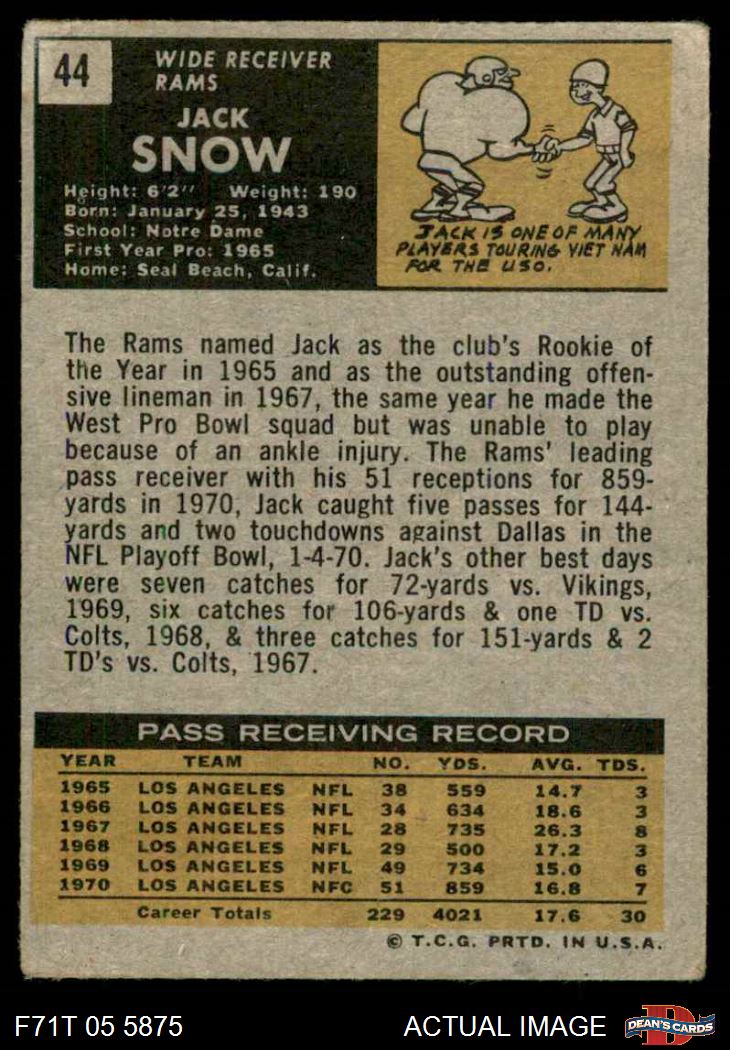 44
WIDE RECEIVER
RAMS
JACK
SNOW
Height: 6'2" Weight: 190
Born: January 25, 1943
School: Notre Dame
First Year Pro: 1965
Home: Seal Beach, Calif.
JACK IS ONE OF MANY
PLAYERS TOURING VIET NAM
FOR THE USO.
The Rams named Jack as the club's Rookie of
the Year in 1965 and as the outstanding offen-
sive lineman in 1967, the same year he made the
West Pro Bowl squad but was unable to play
because of an ankle injury. The Rams' leading
pass receiver with his 51 receptions for 859-
yards in 1970, Jack caught five passes for 144-
yards and two touchdowns against Dallas in the
NFL Playoff Bowl, 1-4-70. Jack's other best days
were seven catches for 72-yards vs. Vikings,
1969, six catches for 106-yards & one TD vs.
Colts, 1968, & three catches for 151-yards & 2
TD's vs. Colts, 1967.
PASS RECEIVING RECORD
YEAR TEAM NO. YDS. AVG. TDS.
1965 LOS ANGELES NFL 38 559 14.7 3
1966 LOS ANGELES NFL 34 634 18.6 3
1967 LOS ANGELES NFL 28 735 26.3 8
1968 LOS ANGELES NFL 29 500 17.2 3
1969 LOS ANGELES NFL 49 734 15.0 6
1970 LOS ANGELES NFC 51 859 16.8 7
Career Totals 229 4021 17.6 30
© T.C.G. PRTD. IN U.S.A.
F71T 05 5875 ACTUAL IMAGE DEAN'S CARDS